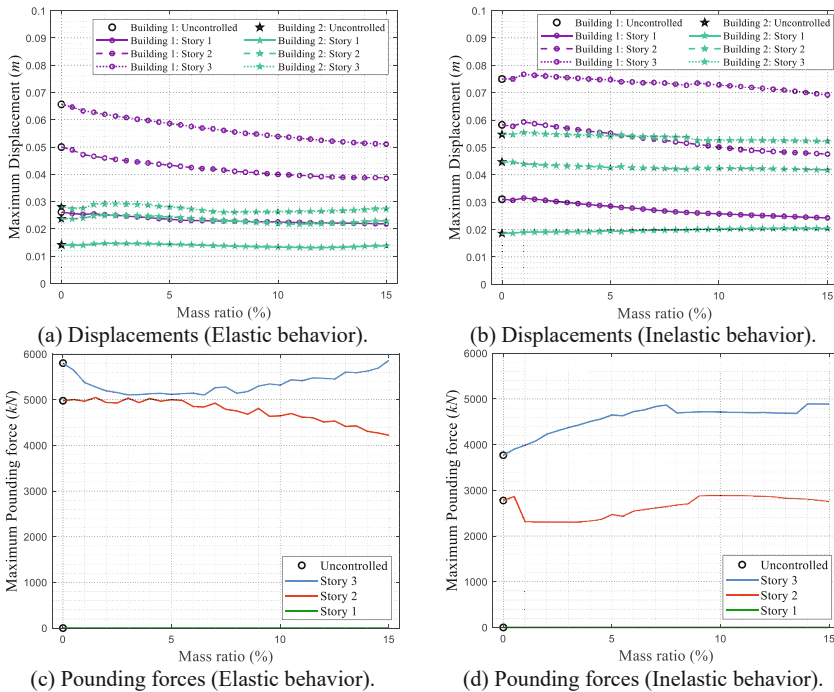 Maximum Displacement (m)
0.1
0.09
0.08
0.07
0.06
0.05
0.04
0.03
0.02
0.01
0
Building 1: Uncontrolled
Building 1: Story 1
Building 1: Story 2
Building 1: Story 3
Building 2: Uncontrolled
Building 2: Story 1
Building 2: Story 2
Building 2: Story 3
0 5 10 15
Mass ratio (%)
(a) Displacements (Elastic behavior).
Maximum Displacement (m)
0.1
0.09
0.08
0.07
0.06
0.05
0.04
0.03
0.02
0.01
0
Building 1: Uncontrolled
Building 1: Story 1
Building 1: Story 2
Building 1: Story 3
Building 2: Uncontrolled
Building 2: Story 1
Building 2: Story 2
Building 2: Story 3
0 5 10 15
Mass ratio (%)
(b) Displacements (Inelastic behavior).
Maximum Pounding force (kN)
6000
5000
4000
3000
2000
1000
0
Uncontrolled
Story 3
Story 2
Story 1
0 5 10 15
Mass ratio (%)
(c) Pounding forces (Elastic behavior).
Maximum Pounding force (kN)
6000
5000
4000
3000
2000
1000
0
Uncontrolled
Story 3
Story 2
Story 1
0 5 10 15
Mass ratio (%)
(d) Pounding forces (Inelastic behavior).